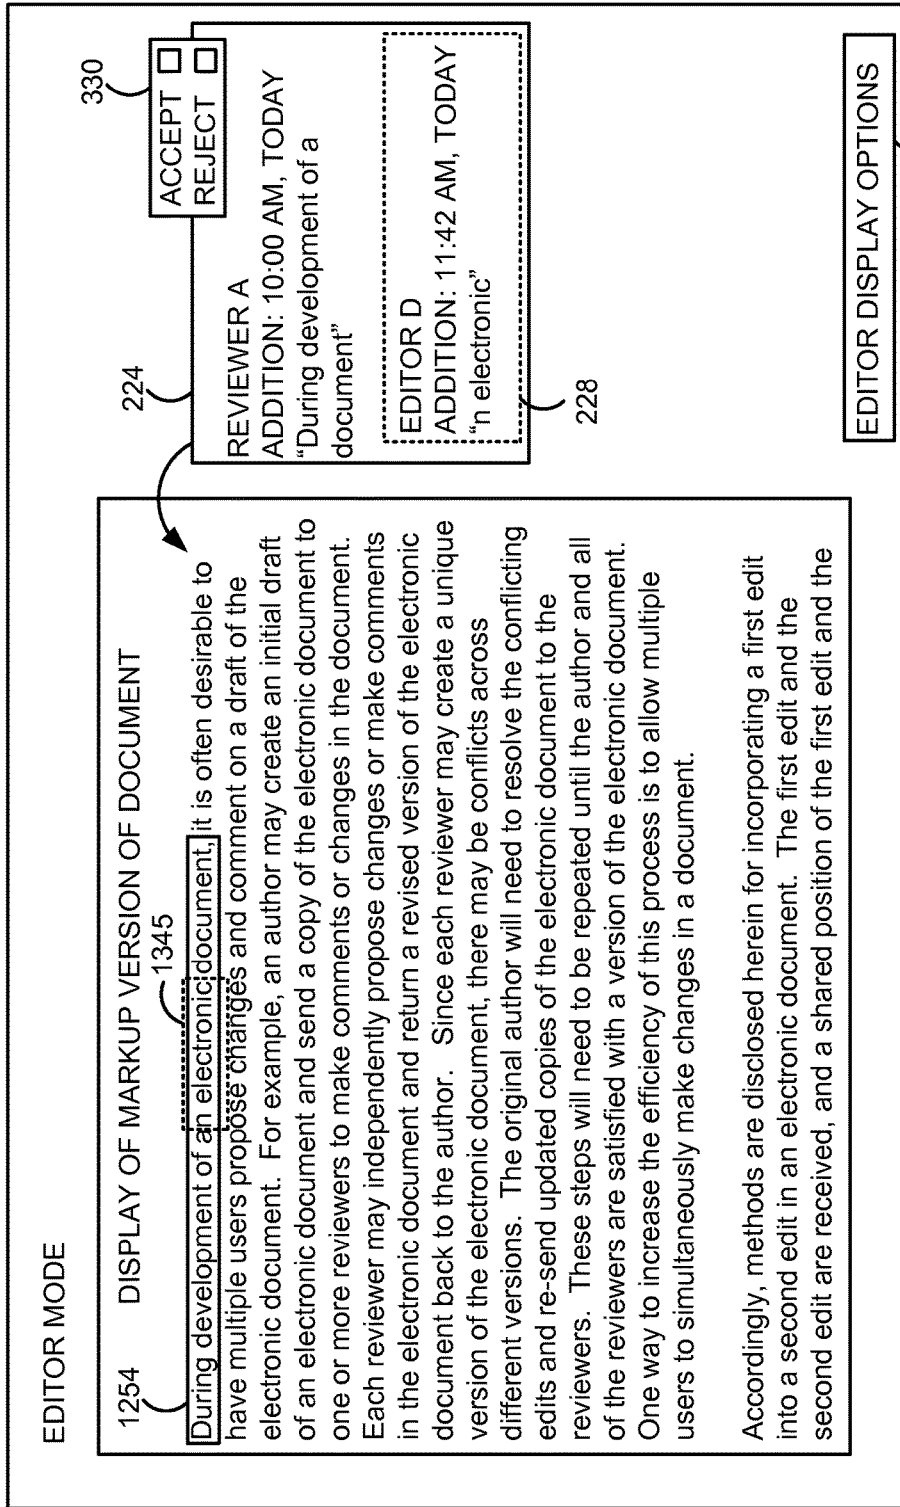 EDITOR MODE
1254
DISPLAY OF MARKUP VERSION OF DOCUMENT
1345
During development of an electronic document, it is often desirable to
have multiple users propose changes and comment on a draft of the
electronic document.  For example, an author may create an initial draft
of an electronic document and send a copy of the electronic document to
one or more reviewers to make comments or changes in the document.
Each reviewer may independently propose changes or make comments
in the electronic document and return a revised version of the electronic
document back to the author.   Since each reviewer may create a unique
version of the electronic document, there may be conflicts across
different versions.  The original author will need to resolve the conflicting
edits and re-send updated copies of the electronic document to the
reviewers.  These steps will need to be repeated until the author and all
of the reviewers are satisfied with a version of the electronic document.
One way to increase the efficiency of this process is to allow multiple
users to simultaneously make changes in a document.
Accordingly, methods are disclosed herein for incorporating a first edit
into a second edit in an electronic document.  The first edit and the
second edit are received, and a shared position of the first edit and the
224
330
ACCEPT
REJECT
REVIEWER A
ADDITION: 10:00 AM, TODAY
“During development of a
document”
EDITOR D
ADDITION: 11:42 AM, TODAY
“n electronic”
228
EDITOR DISPLAY OPTIONS